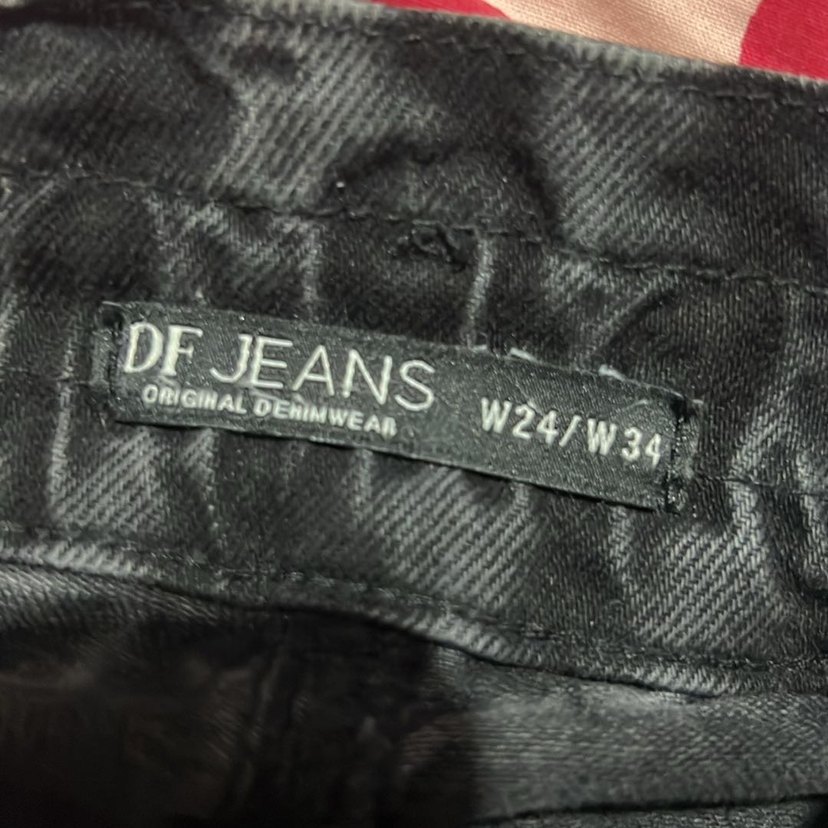 DF JEANS
ORIGINAL DENIMWEAR
W24/W34